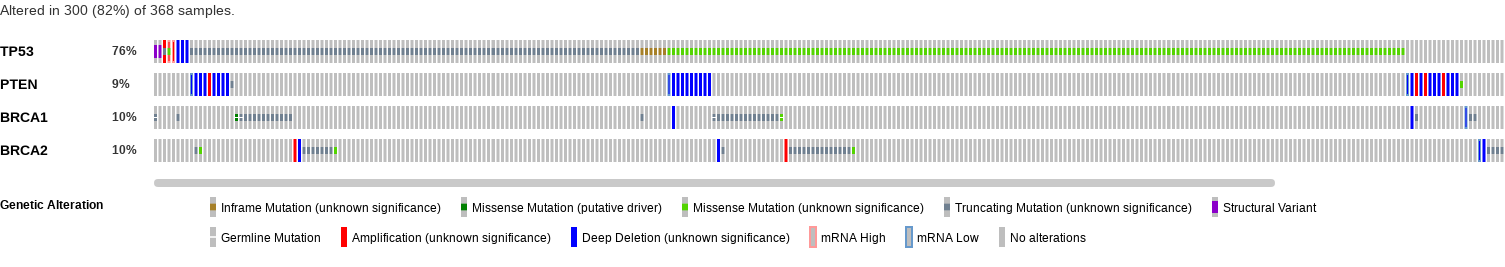 Altered in 300 (82%) of 368 samples.
TP53 76%
PTEN 9%
BRCA1 10%
BRCA2 10%
Genetic Alteration Inframe Mutation (unknown significance) Missense Mutation (putative driver) Missense Mutation (unknown significance) Truncating Mutation (unknown significance) Structural Variant
Germline Mutation Amplification (unknown significance) Deep Deletion (unknown significance) mRNA High mRNA Low No alterations